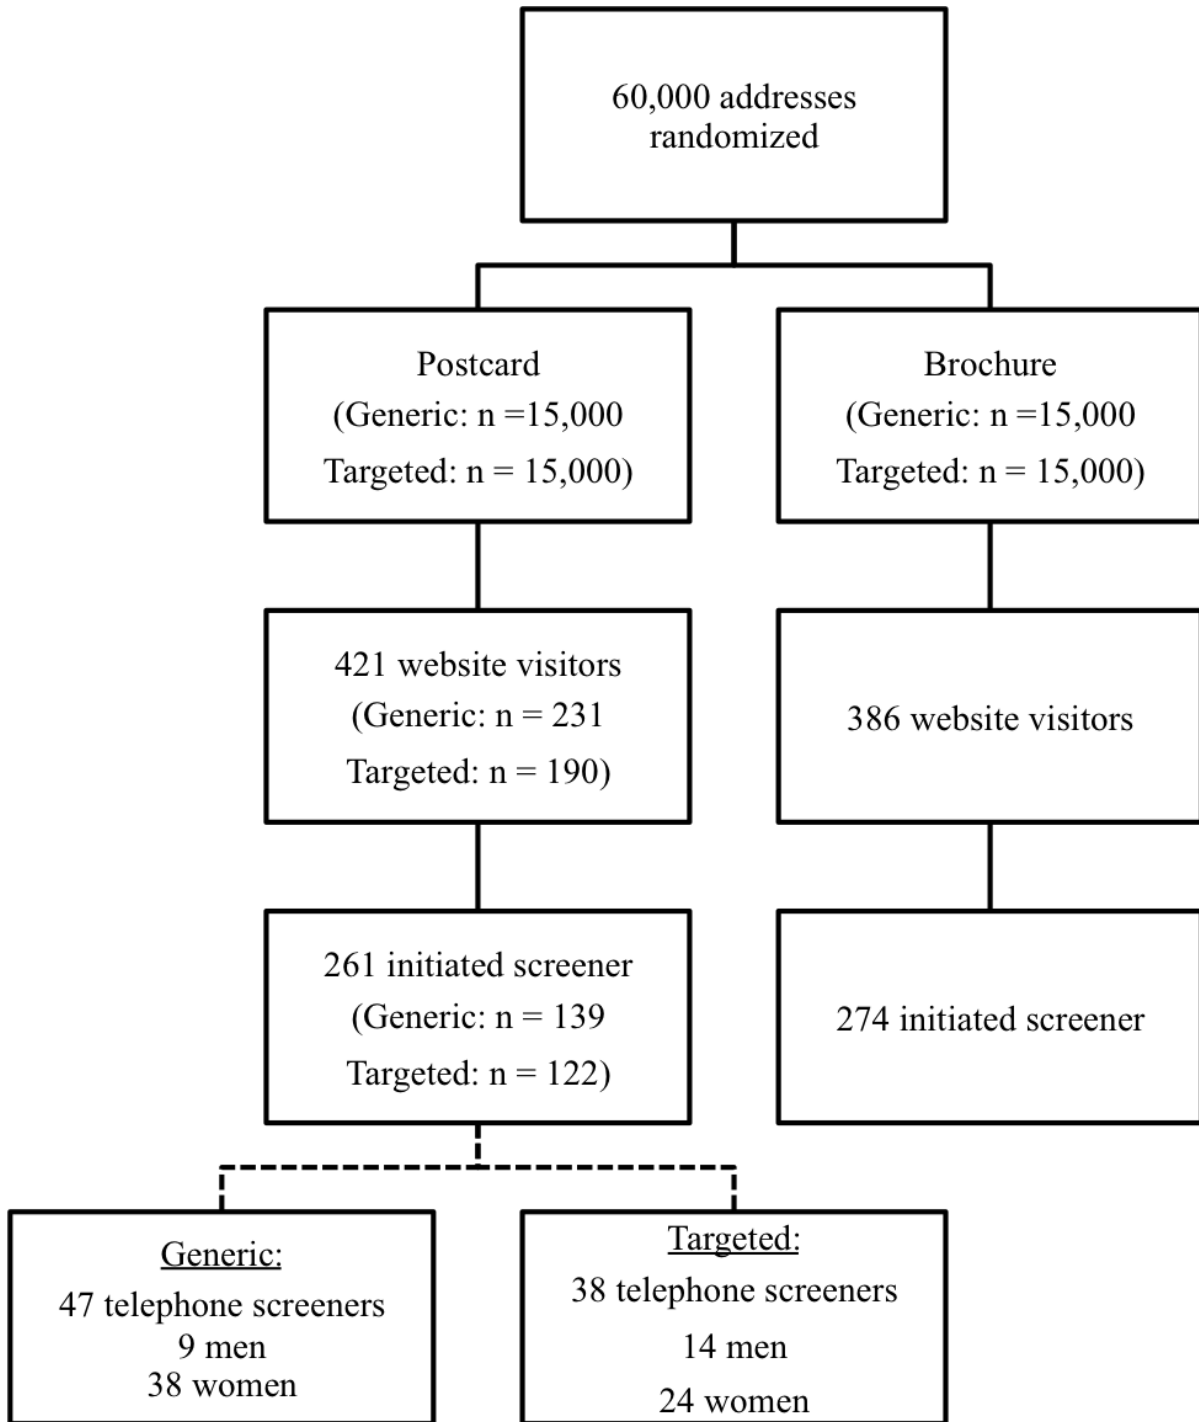 60,000 addresses
randomized
Postcard
(Generic: n =15,000
Targeted: n = 15,000)
Brochure
(Generic: n =15,000
Targeted: n = 15,000)
421 website visitors
(Generic: n = 231
Targeted: n = 190)
386 website visitors
261 initiated screener
(Generic: n = 139
Targeted: n = 122)
274 initiated screener
Generic:
47 telephone screeners
9 men
38 women
Targeted:
38 telephone screeners
14 men
24 women